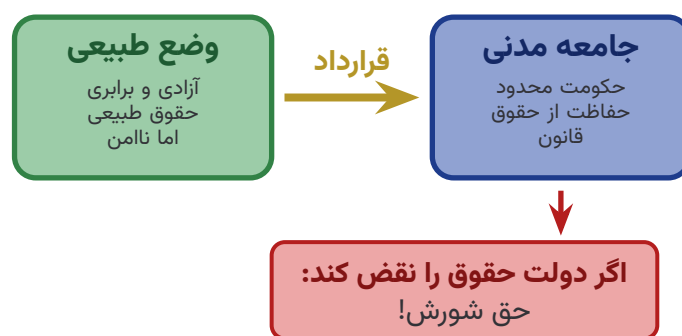 وضع طبیعی
آزادی و برابری
حقوق طبیعی
اما ناامن
قرارداد
جامعه مدنی
حکومت محدود
حفاظت از حقوق
قانون
اگر دولت حقوق را نقض کند:
حق شورش!